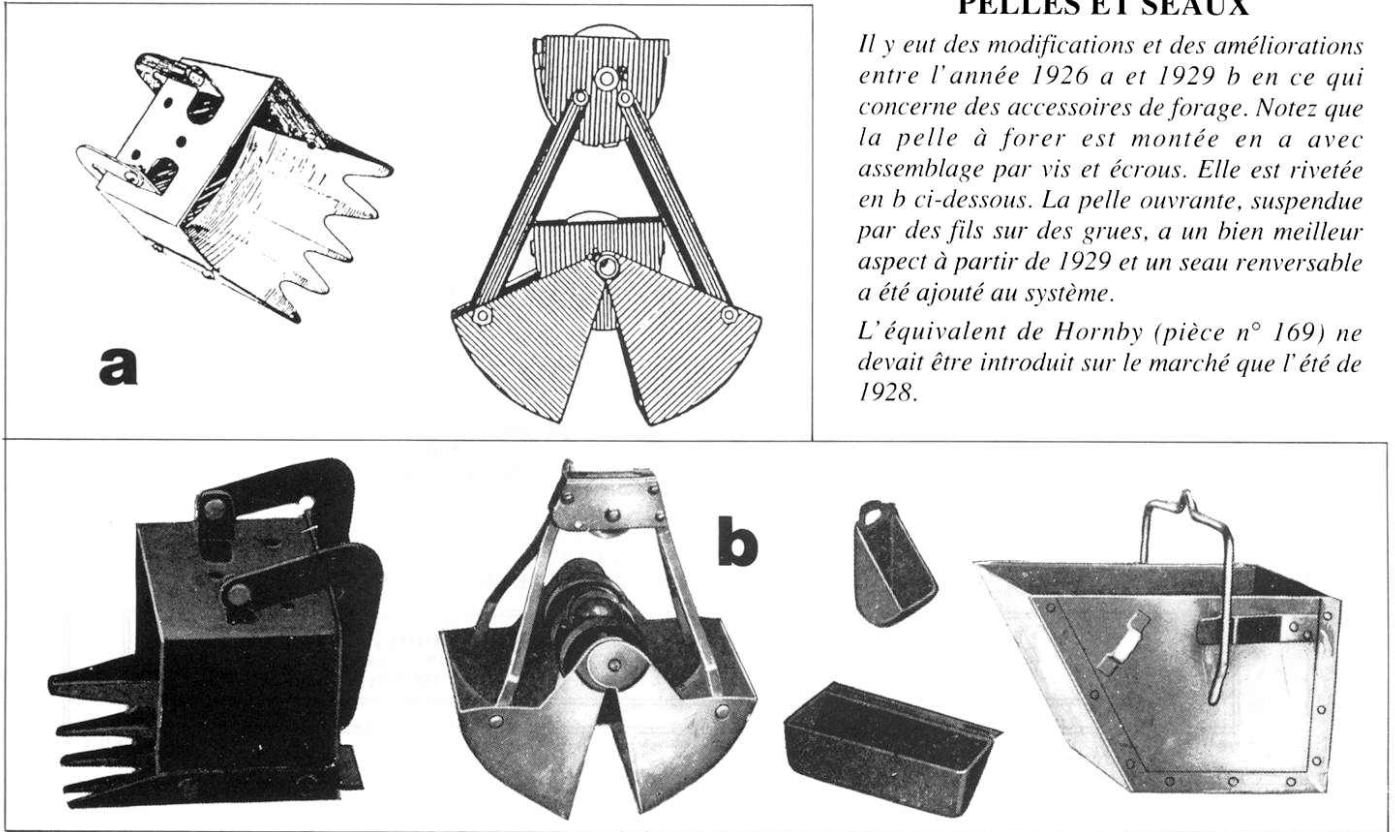 PELLES ET SEAUX
Il y eut des modifications et des améliorations
entre l'année 1926 a et 1929 b en ce qui
concerne des accessoires de forage. Notez que
la pelle à forer est montée en a avec
assemblage par vis et écrous. Elle est rivetée
en b ci-dessous. La pelle ouvrante, suspendue
par des fils sur des grues, a un bien meilleur
aspect à partir de 1929 et un seau renversable
a été ajouté au système.
L'équivalent de Hornby (pièce n° 169) ne
devait être introduit sur le marché que l'été de
1928.
a
b